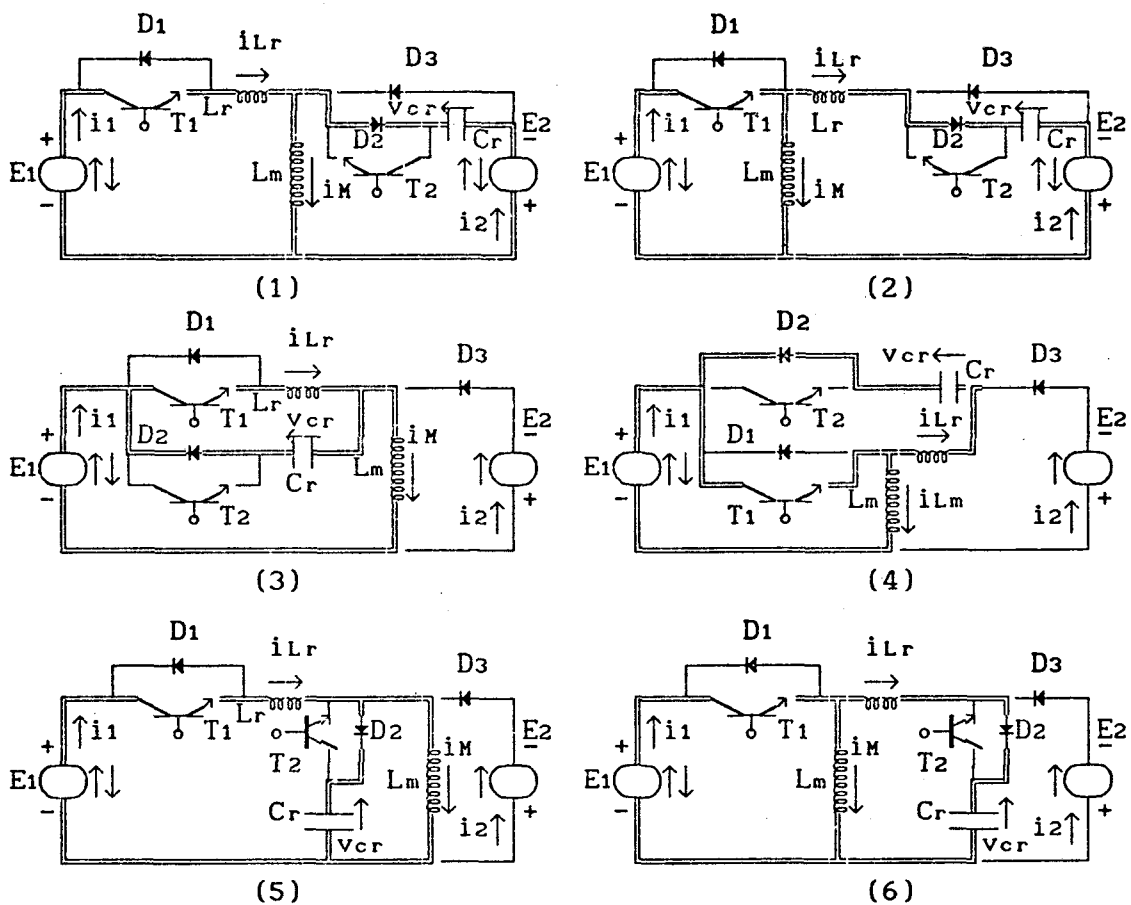 D1
iLr
D3
vcr
i1
T1
Lr
D2
Cr
E2
+
−
E1
Lm
iM
T2
i2
−
+
(1)
D1
iLr
D3
vcr
i1
T1
Lr
D2
Cr
E2
+
−
E1
Lm
iM
T2
i2
−
+
(2)
D1
iLr
D3
i1
T1
Lr
vcr
iM
E2
+
−
D2
E1
Cr
Lm
−
T2
i2
+
(3)
D2
vcr
Cr
D3
i1
T2
iLr
E2
+
−
D1
E1
−
T1
Lm
iLm
i2
+
(4)
D1
iLr
D3
i1
T1
Lr
D2
E2
+
T2
iM
−
E1
Lm
−
Cr
vcr
i2
+
(5)
D1
iLr
D3
i1
T1
D2
E2
+
iM
T2
−
E1
Lm
−
Cr
vcr
i2
+
(6)